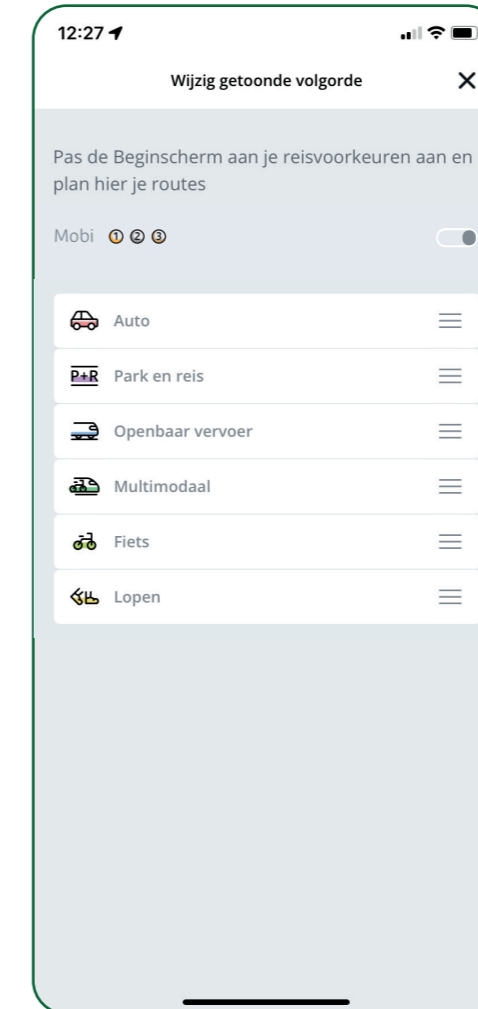 12:27
Wijzig getoonde volgorde
Pas de Beginscherm aan je reisvoorkeuren aan en
plan hier je routes
Mobi ① ② ③
Auto
P+R Park en reis
Openbaar vervoer
Multimodaal
Fiets
Lopen